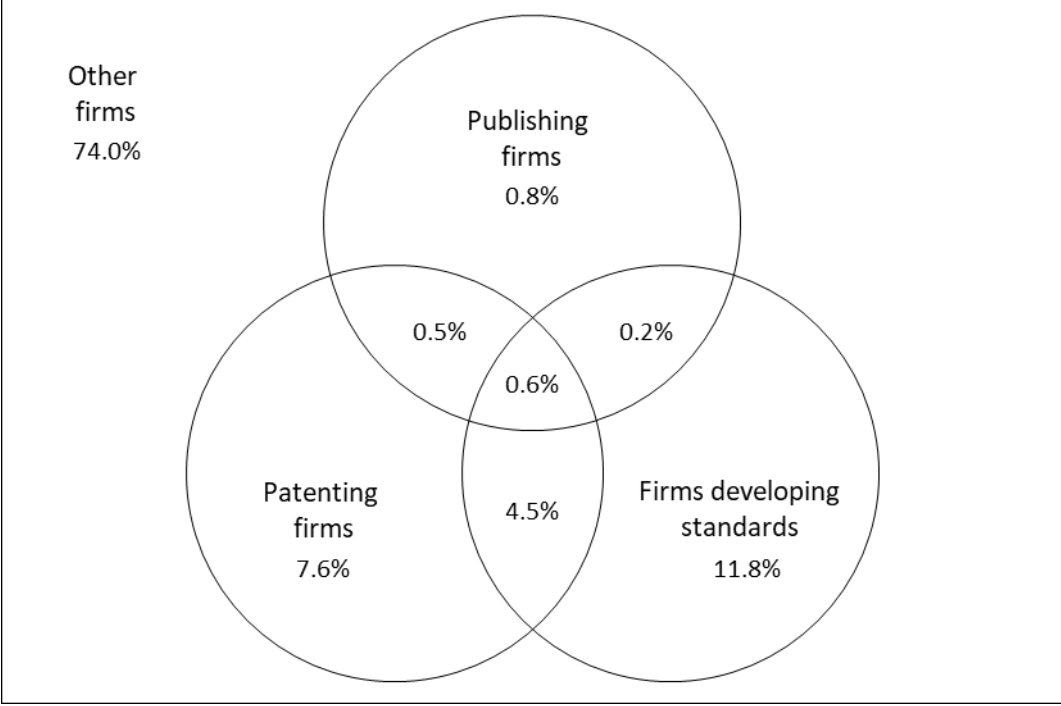 Other
firms
74.0%
Publishing
firms
0.8%
0.5%
0.2%
0.6%
Patenting
firms
7.6%
4.5%
Firms developing
standards
11.8%